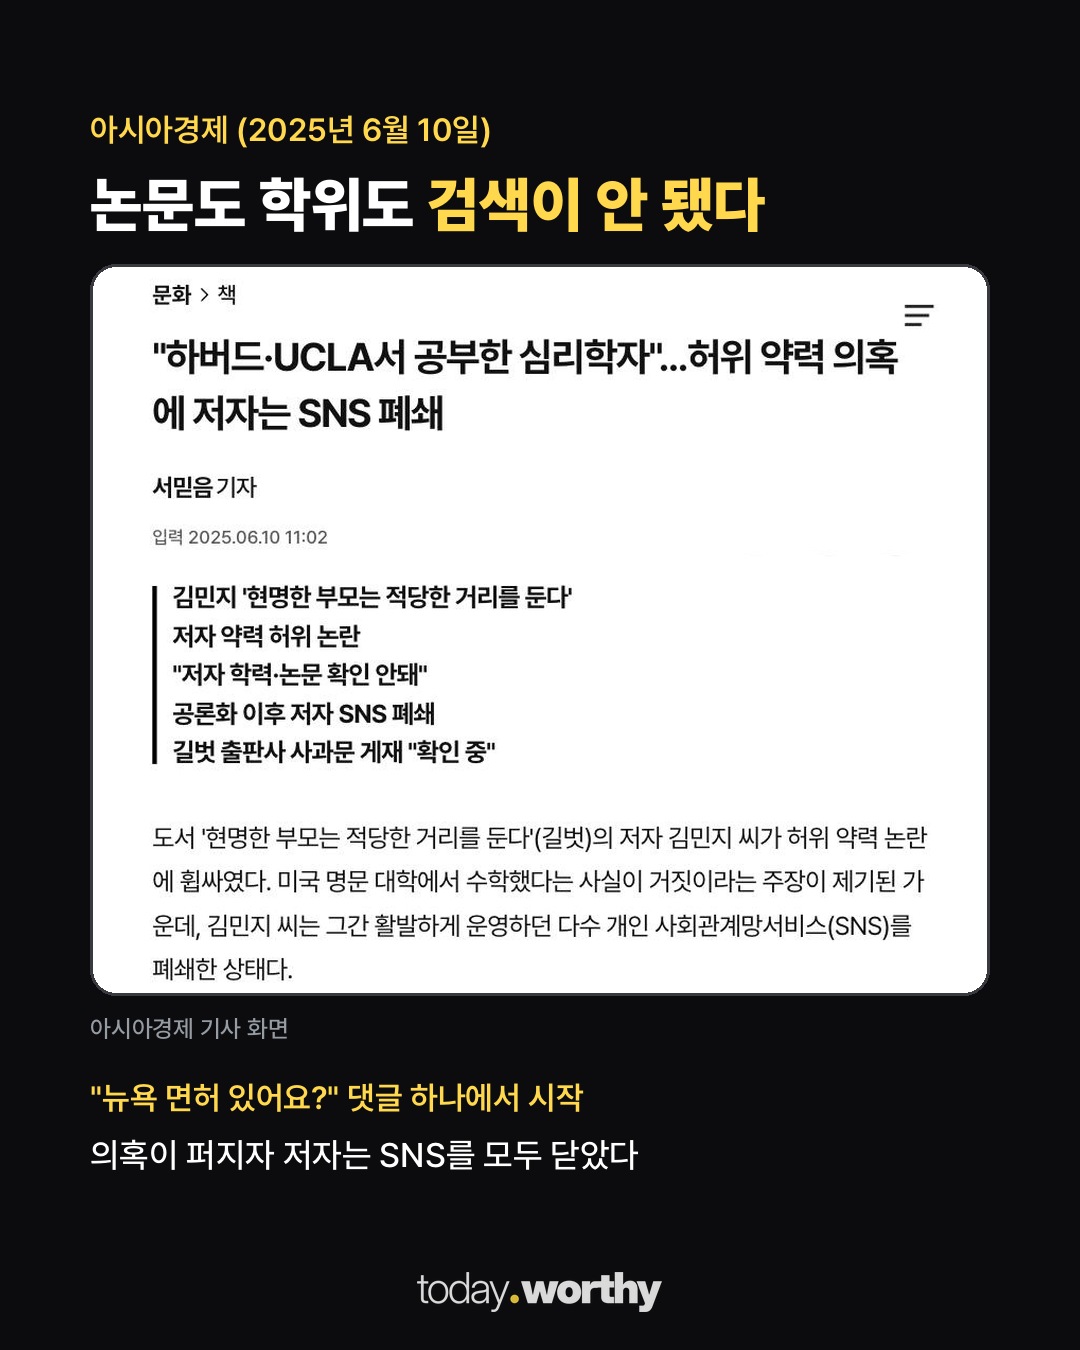 아시아경제 (2025년 6월 10일)
논문도 학위도 검색이 안 됐다
문화 > 책
"하버드·UCLA서 공부한 심리학자"...허위 약력 의혹
에 저자는 SNS 폐쇄
서믿음 기자
입력 2025.06.10 11:02
김민지 '현명한 부모는 적당한 거리를 둔다'
저자 약력 허위 논란
"저자 학력·논문 확인 안돼"
공론화 이후 저자 SNS 폐쇄
길벗 출판사 사과문 게재 "확인 중"
도서 '현명한 부모는 적당한 거리를 둔다'(길벗)의 저자 김민지 씨가 허위 약력 논란
에 휩싸였다. 미국 명문 대학에서 수학했다는 사실이 거짓이라는 주장이 제기된 가
운데, 김민지 씨는 그간 활발하게 운영하던 다수 개인 사회관계망서비스(SNS)를
폐쇄한 상태다.
아시아경제 기사 화면
"뉴욕 면허 있어요?" 댓글 하나에서 시작
의혹이 퍼지자 저자는 SNS를 모두 닫았다
today.worthy